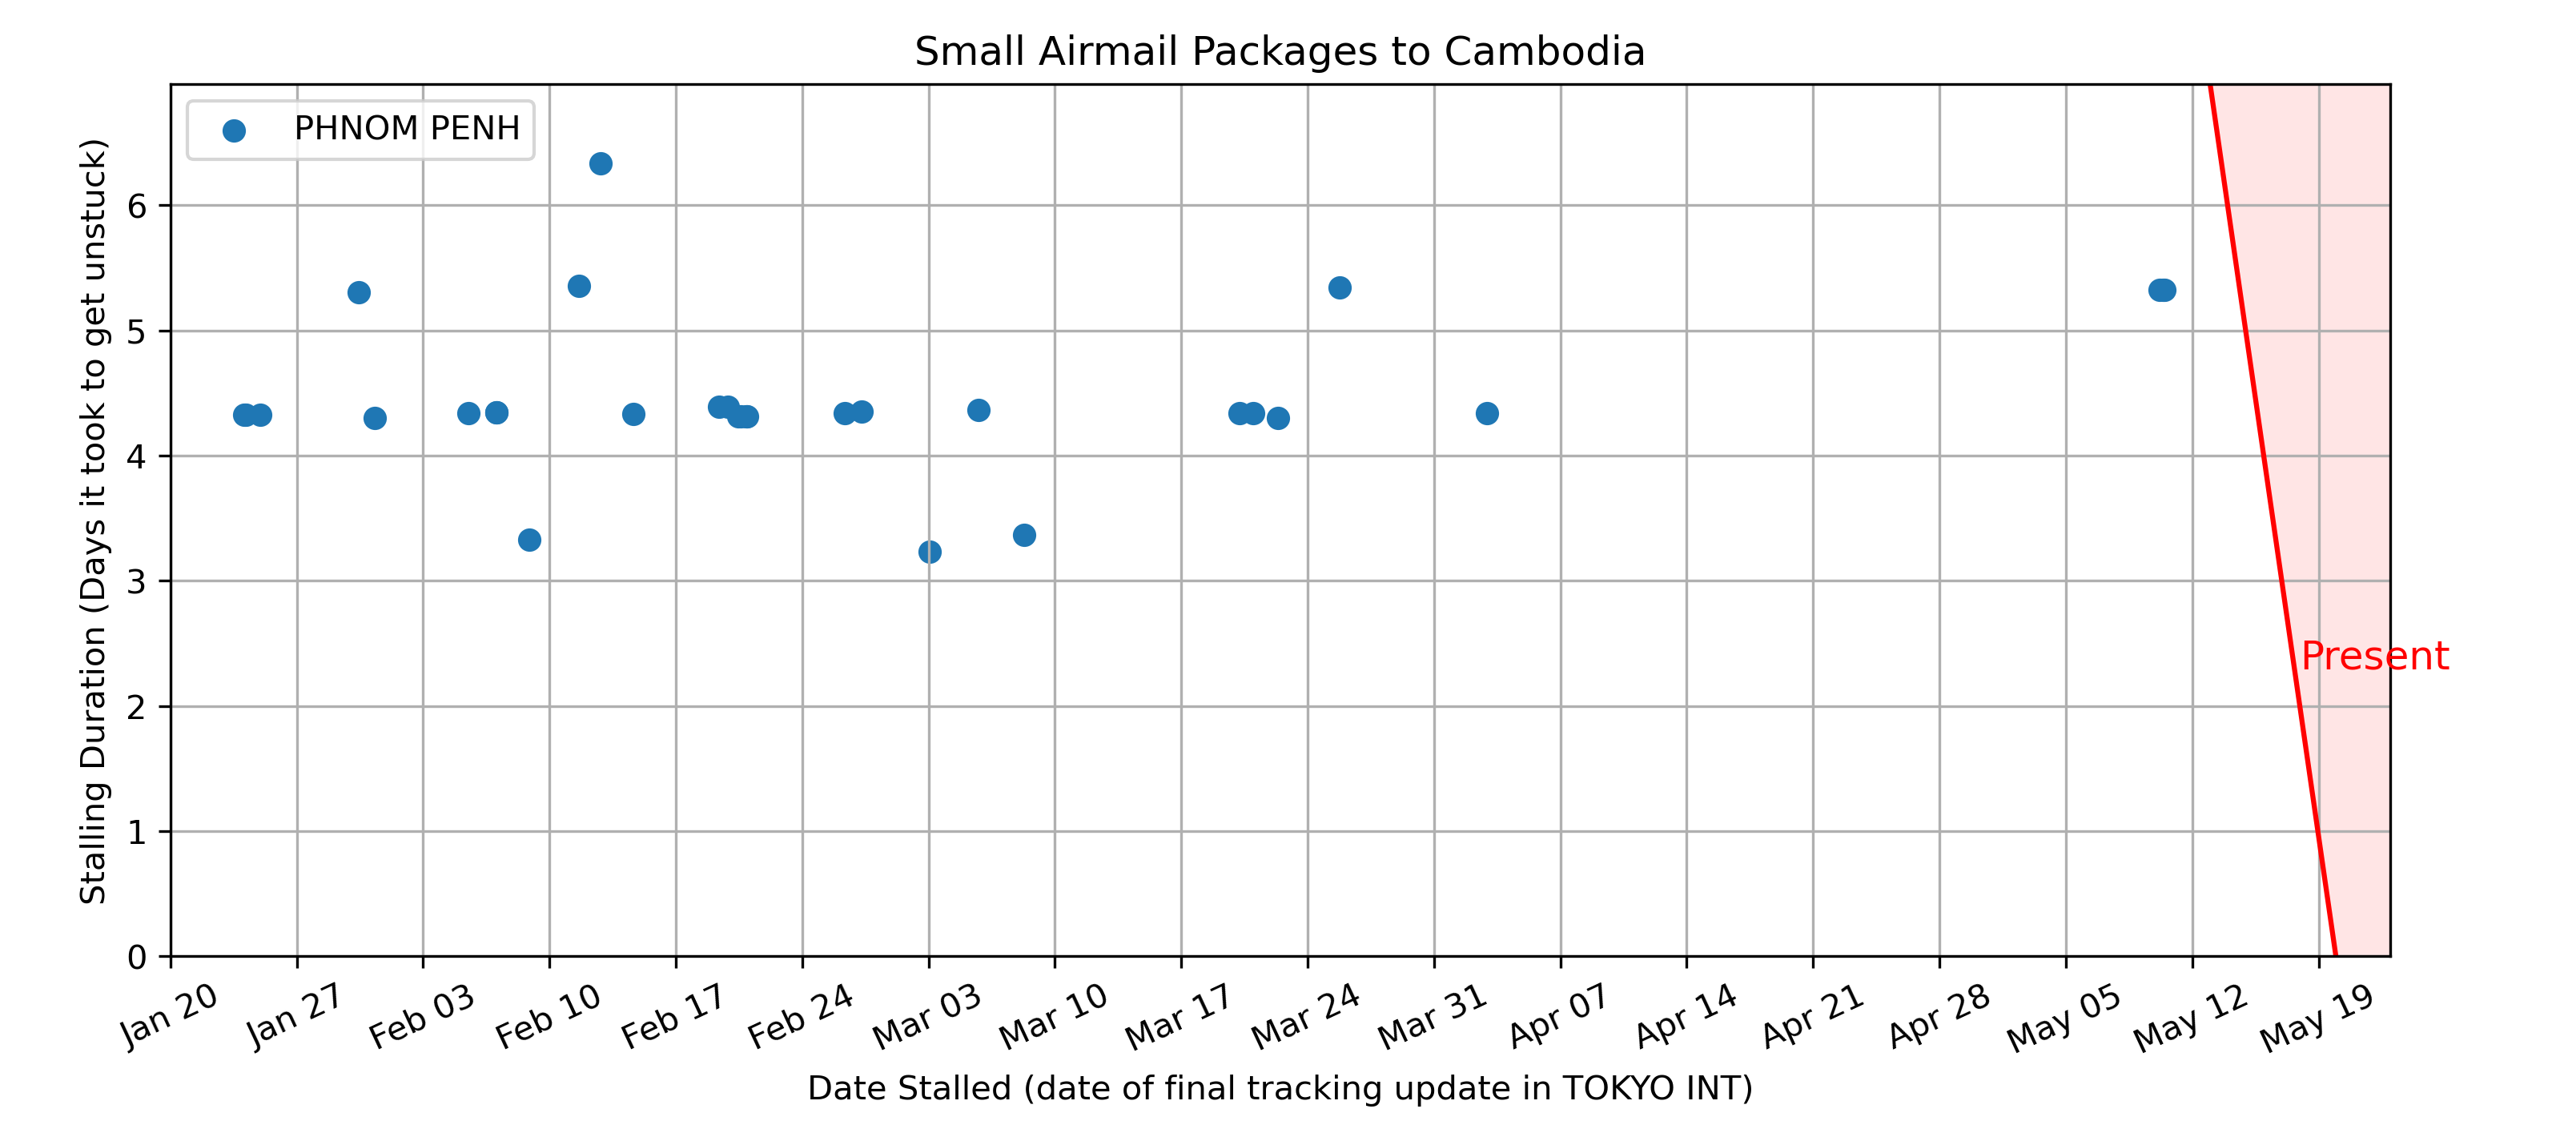 Small Airmail Packages to Cambodia
PHNOM PENH
Stalling Duration (Days it took to get unstuck)
6
5
4
3
2
1
0
Present
Jan 20
Jan 27
Feb 03
Feb 10
Feb 17
Feb 24
Mar 03
Mar 10
Mar 17
Mar 24
Mar 31
Apr 07
Apr 14
Apr 21
Apr 28
May 05
May 12
May 19
Date Stalled (date of final tracking update in TOKYO INT)